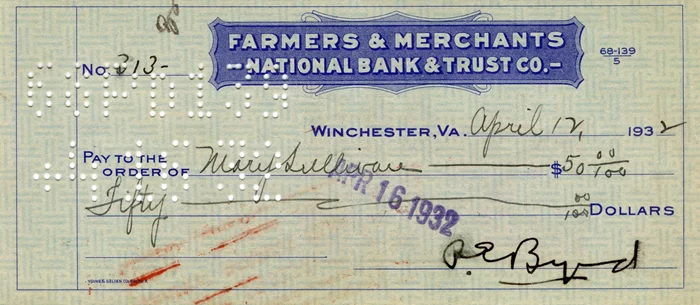 FARMERS & MERCHANTS
NATIONAL BANK & TRUST CO.
68-139
5
No. 313-
WINCHESTER, VA. April 12, 1932
PAY TO THE
ORDER OF Mary Sullivan $50 00/100
APR 16 1932
Fifty 00/100 DOLLARS
R.E. Byrd